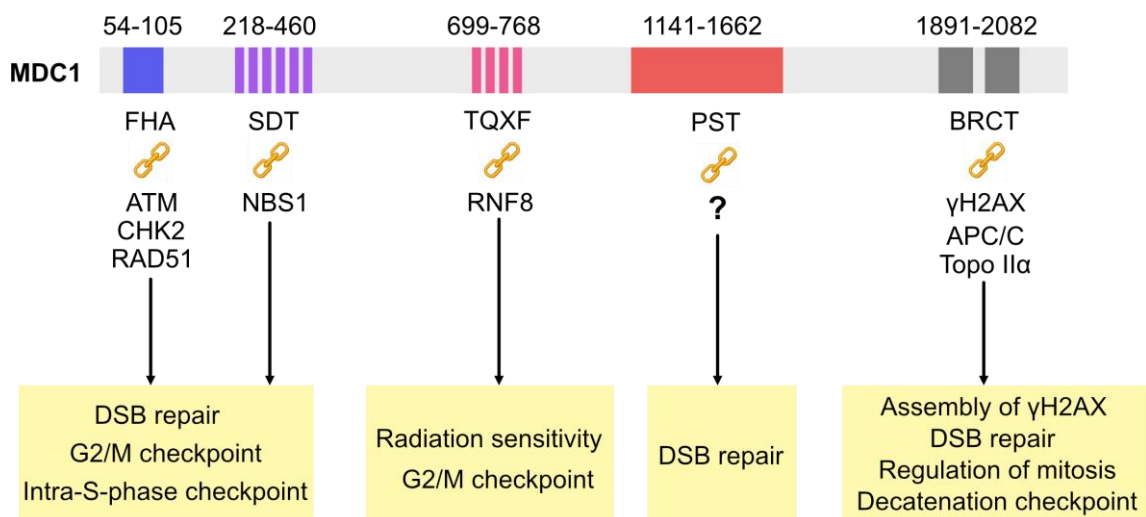 54-105 218-460 699-768 1141-1662 1891-2082
MDC1
FHA SDT TQXF PST BRCT
ATM NBS1 RNF8 ? γH2AX
CHK2 APC/C
RAD51 Topo IIα
DSB repair
G2/M checkpoint
Intra-S-phase checkpoint
Radiation sensitivity
G2/M checkpoint
DSB repair
Assembly of γH2AX
DSB repair
Regulation of mitosis
Decatenation checkpoint